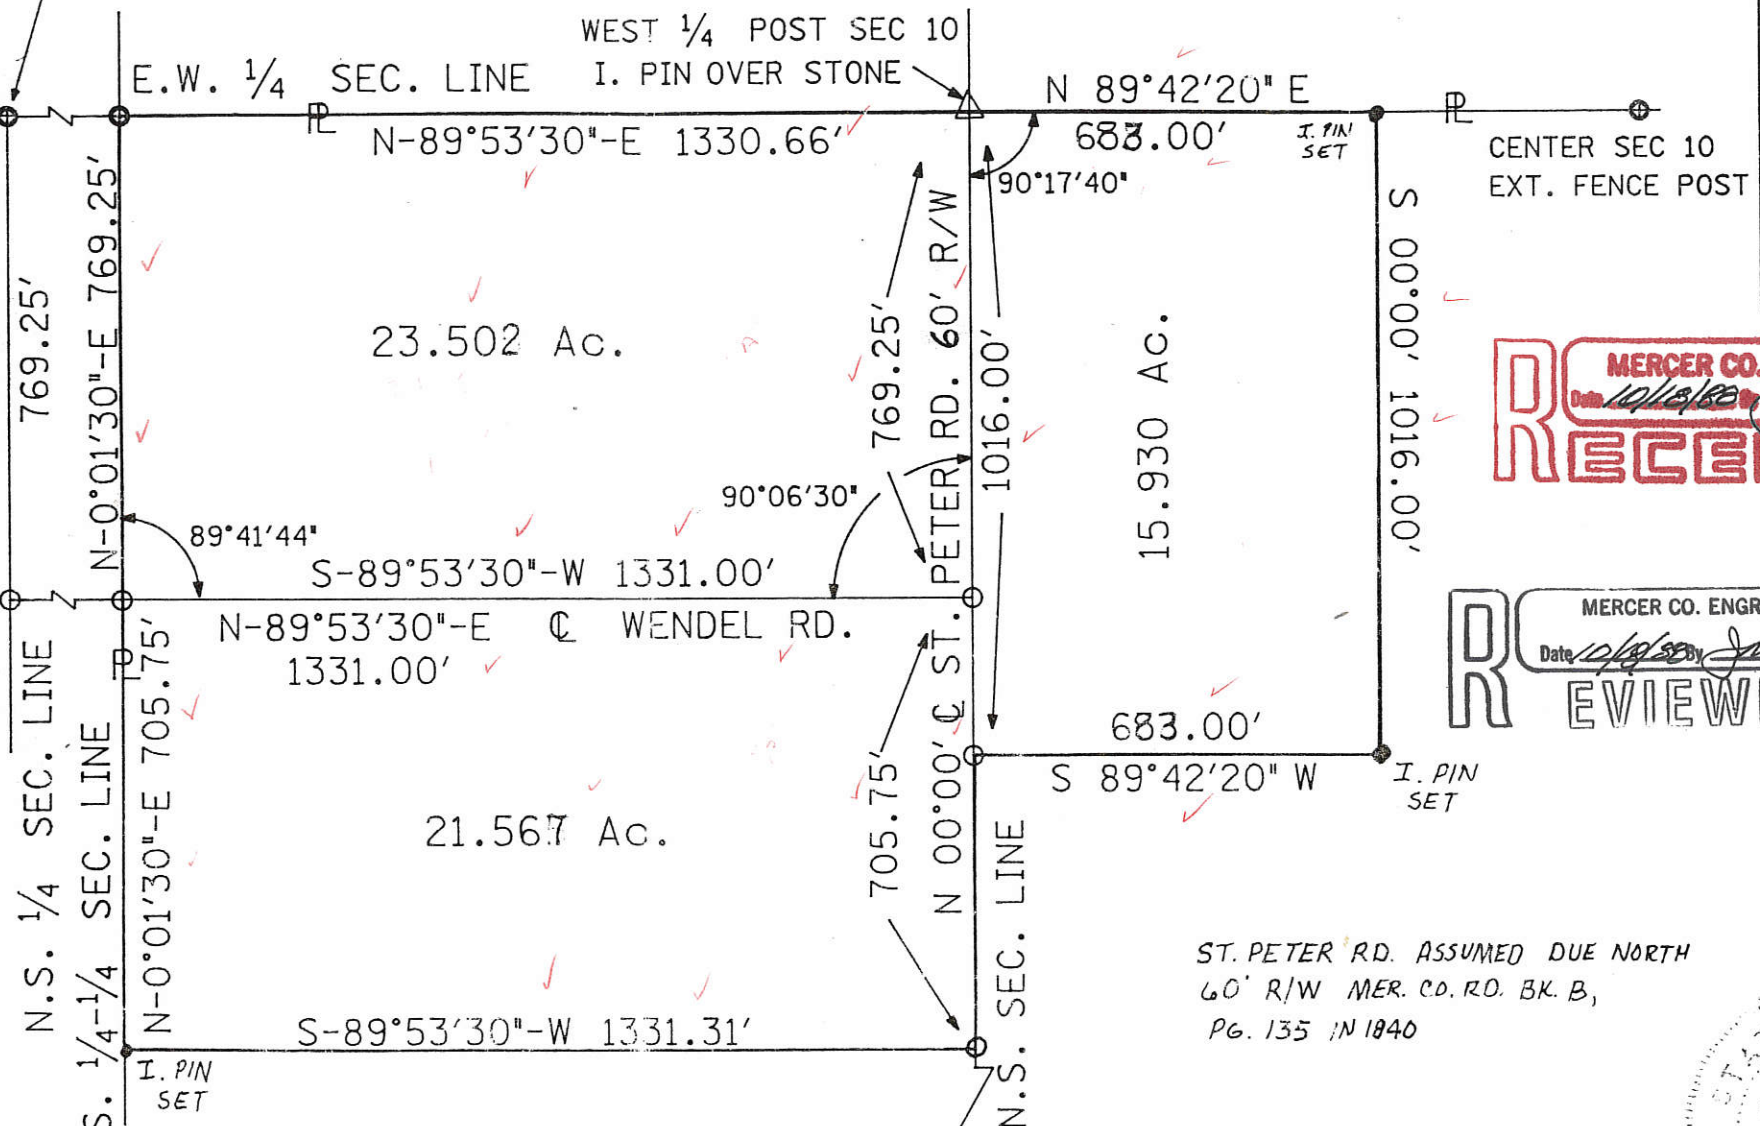 WEST 1/4 POST SEC 10
I. PIN OVER STONE
E.W. 1/4 SEC. LINE
PL
N-89°53'30"-E 1330.66'
N 89°42'20" E
683.00'
I. PIN
SET
PL
CENTER SEC 10
EXT. FENCE POST
90°17'40"
769.25'
N-0°01'30"-E 769.25'
23.502 Ac.
769.25'
ST. PETER RD. 60' R/W
1016.00'
15.930 Ac.
S 00°00' 1016.00'
MERCER CO.
Date 10/18/88
RECE
90°06'30"
89°41'44"
S-89°53'30"-W 1331.00'
N-89°53'30"-E CL WENDEL RD.
1331.00'
PL
MERCER CO. ENGR
Date 10/18/88 By
REVIEW
683.00'
S 89°42'20" W
I. PIN
SET
N.S. 1/4 SEC. LINE
S. 1/4-1/4 SEC. LINE
N-0°01'30"-E 705.75'
21.567 Ac.
705.75'
N 00°00' CL
N.S. SEC. LINE
S-89°53'30"-W 1331.31'
I. PIN
SET
ST. PETER RD. ASSUMED DUE NORTH
60' R/W MER. CO. RD. BK. B,
PG. 135 IN 1840